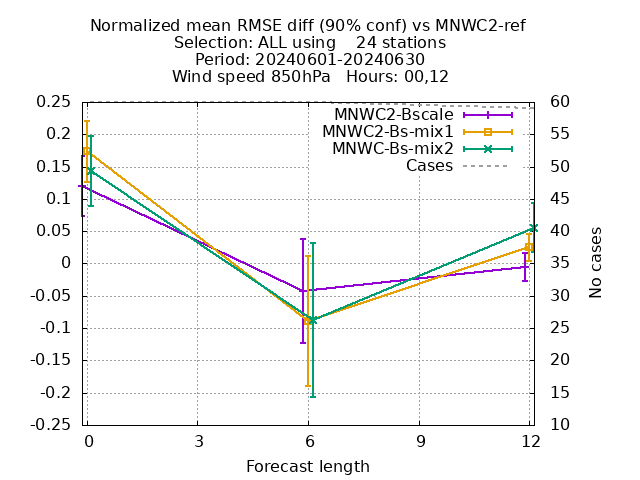 Normalized mean RMSE diff (90% conf) vs MNWC2-ref
Selection: ALL using    24 stations
Period: 20240601-20240630
Wind speed 850hPa   Hours: 00,12
MNWC2-Bscale
MNWC2-Bs-mix1
MNWC-Bs-mix2
Cases
0.25
0.2
0.15
0.1
0.05
0
-0.05
-0.1
-0.15
-0.2
-0.25
60
55
50
45
40
35
30
25
20
15
10
No cases
0 3 6 9 12
Forecast length